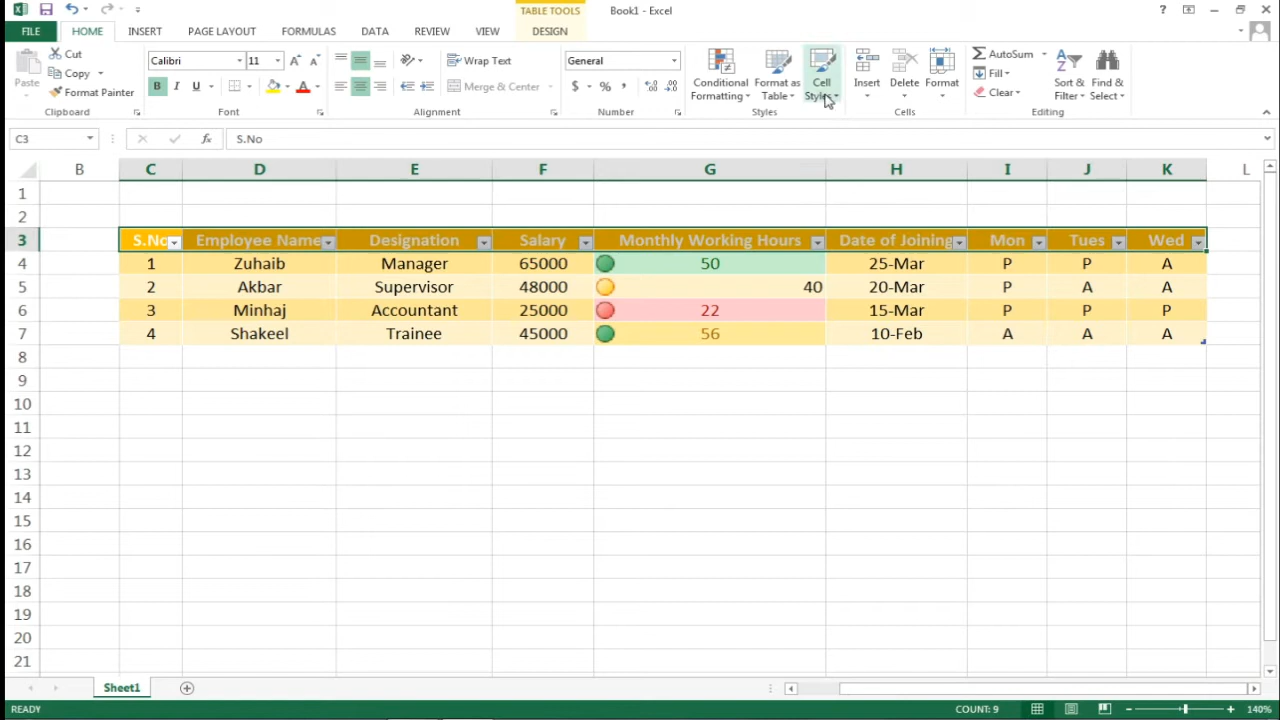 TABLE TOOLS
Book1 - Excel
FILE HOME INSERT PAGE LAYOUT FORMULAS DATA REVIEW VIEW DESIGN
Paste
Cut
Copy
Format Painter
Clipboard
Calibri 11
B I U
Font
Wrap Text
Merge & Center
Alignment
General
$ % ,
Number
Conditional Formatting
Format as Table
Cell Styles
Styles
Insert Delete Format
Cells
AutoSum
Fill
Clear
Sort & Filter
Find & Select
Editing
C3 fx S.No
B C D E F G H I J K L
1
2
3 S.No Employee Name Designation Salary Monthly Working Hours Date of Joining Mon Tues Wed
4 1 Zuhaib Manager 65000 50 25-Mar P P A
5 2 Akbar Supervisor 48000 40 20-Mar P A A
6 3 Minhaj Accountant 25000 22 15-Mar P P P
7 4 Shakeel Trainee 45000 56 10-Feb A A A
8
9
10
11
12
13
14
15
16
17
18
19
20
21
Sheet1
READY COUNT: 9 140%